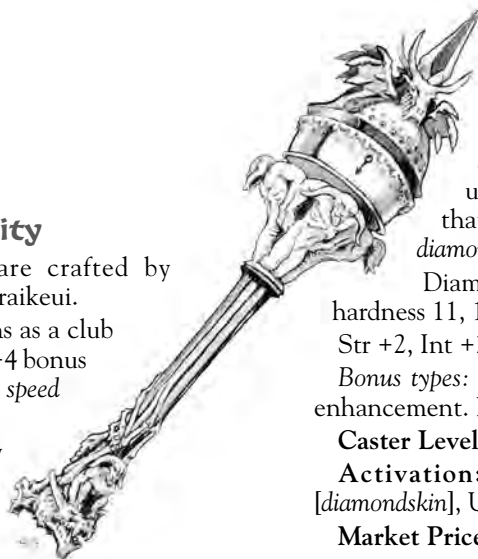 ity
are crafted by
raikeui.
as as a club
-4 bonus
speed
u
that
diamo
Diam
hardness 11, 1
Str +2, Int +
Bonus types:
enhancement.
Caster Level
Activation:
[diamondskin], U
Market Price